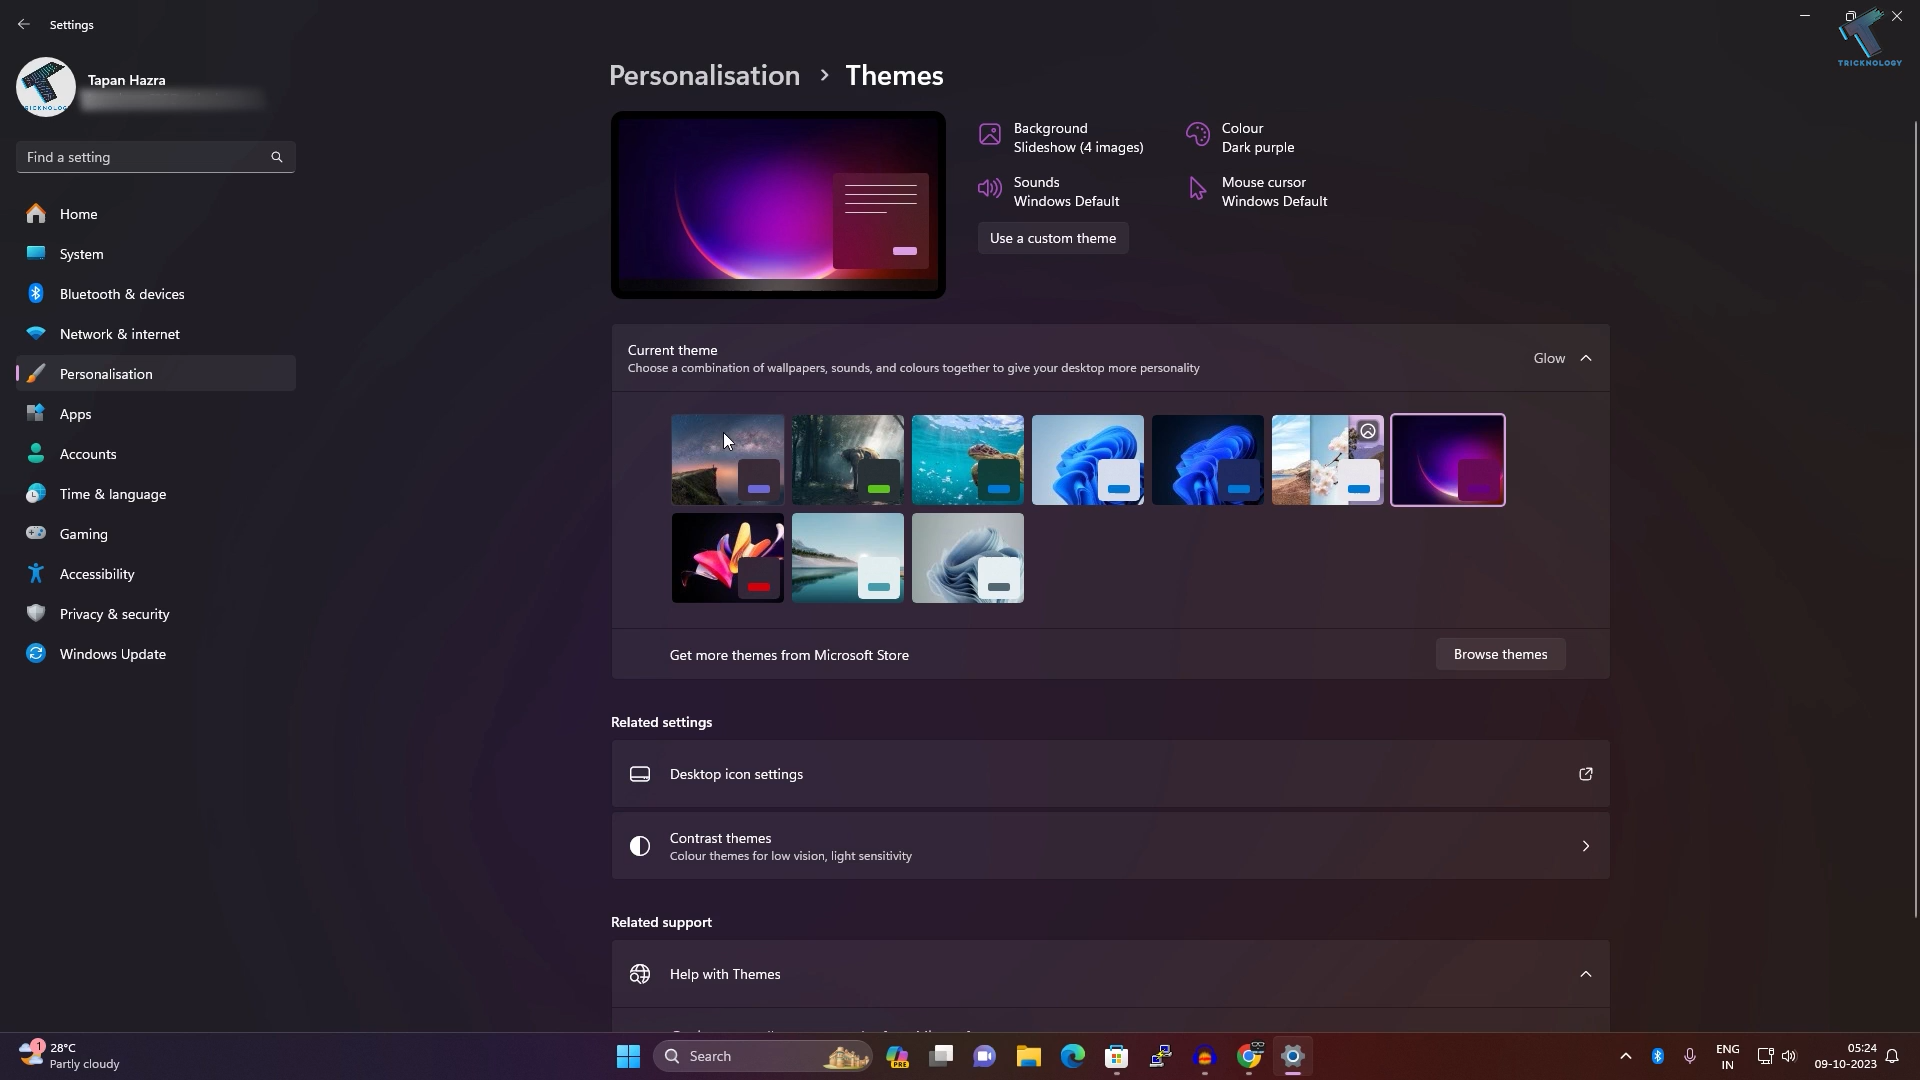 Settings
TRICKNOLOGY
Tapan Hazra
Find a setting
Home
System
Bluetooth & devices
Network & internet
Personalisation
Apps
Accounts
Time & language
Gaming
Accessibility
Privacy & security
Windows Update
Personalisation > Themes
Background
Slideshow (4 images)
Colour
Dark purple
Sounds
Windows Default
Mouse cursor
Windows Default
Use a custom theme
Current theme
Choose a combination of wallpapers, sounds, and colours together to give your desktop more personality
Glow
Get more themes from Microsoft Store
Browse themes
Related settings
Desktop icon settings
Contrast themes
Colour themes for low vision, light sensitivity
Related support
Help with Themes
1
28°C
Partly cloudy
Search
PRE
ENG
IN
05:24
09-10-2023